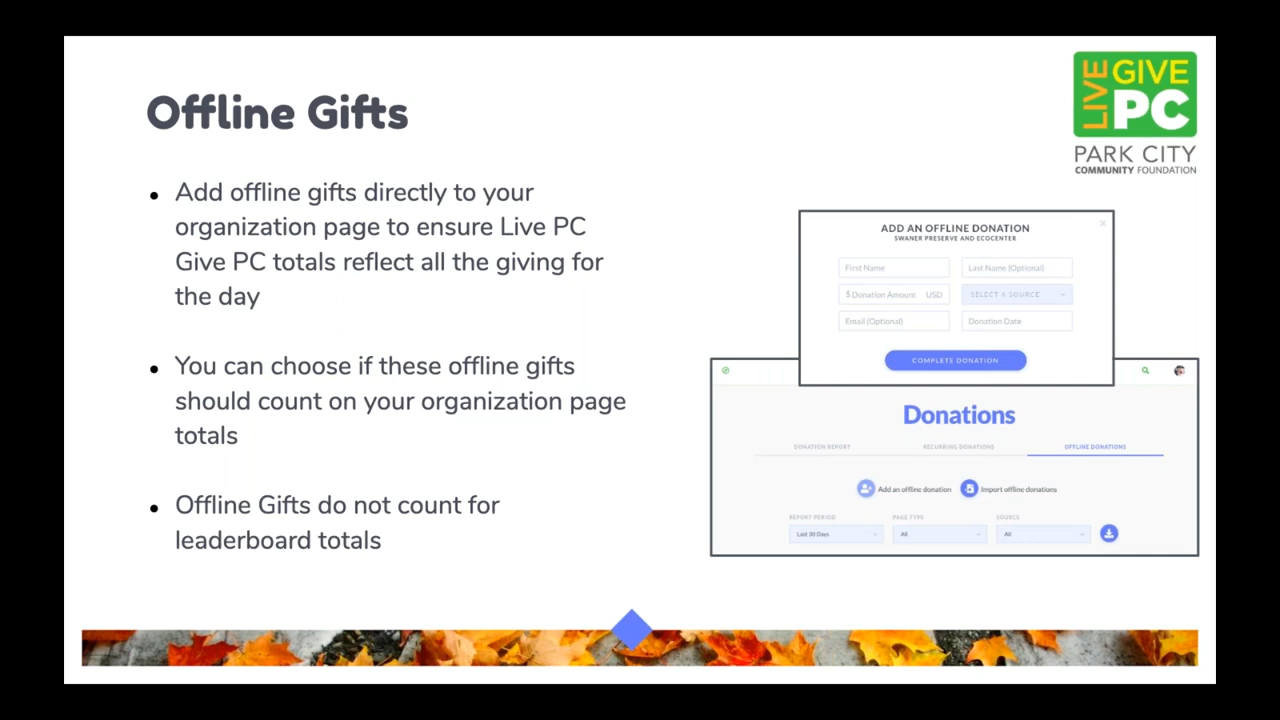 Offline Gifts
LIVE GIVE PC
PARK CITY
COMMUNITY FOUNDATION
• Add offline gifts directly to your
organization page to ensure Live PC
Give PC totals reflect all the giving for
the day
• You can choose if these offline gifts
should count on your organization page
totals
• Offline Gifts do not count for
leaderboard totals
ADD AN OFFLINE DONATION
SWANER PRESERVE AND ECOCENTER
First Name
Last Name (Optional)
$ Donation Amount USD
SELECT A SOURCE
Email (Optional)
Donation Date
COMPLETE DONATION
Donations
DONATION REPORT
RECURRING DONATIONS
OFFLINE DONATIONS
Add an offline donation
Import offline donations
REPORT PERIOD
PAGE TYPE
SOURCE
Last 30 Days
All
All